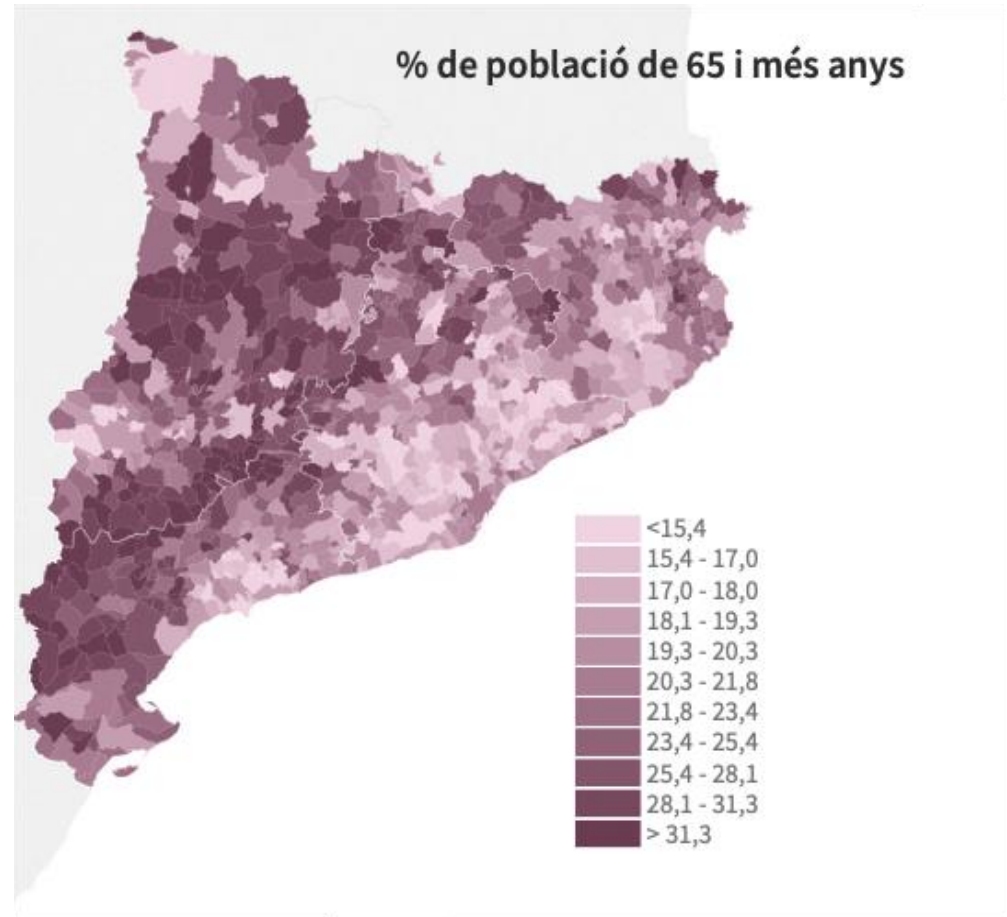 % de població de 65 i més anys
<15,4
15,4 - 17,0
17,0 - 18,0
18,1 - 19,3
19,3 - 20,3
20,3 - 21,8
21,8 - 23,4
23,4 - 25,4
25,4 - 28,1
28,1 - 31,3
> 31,3